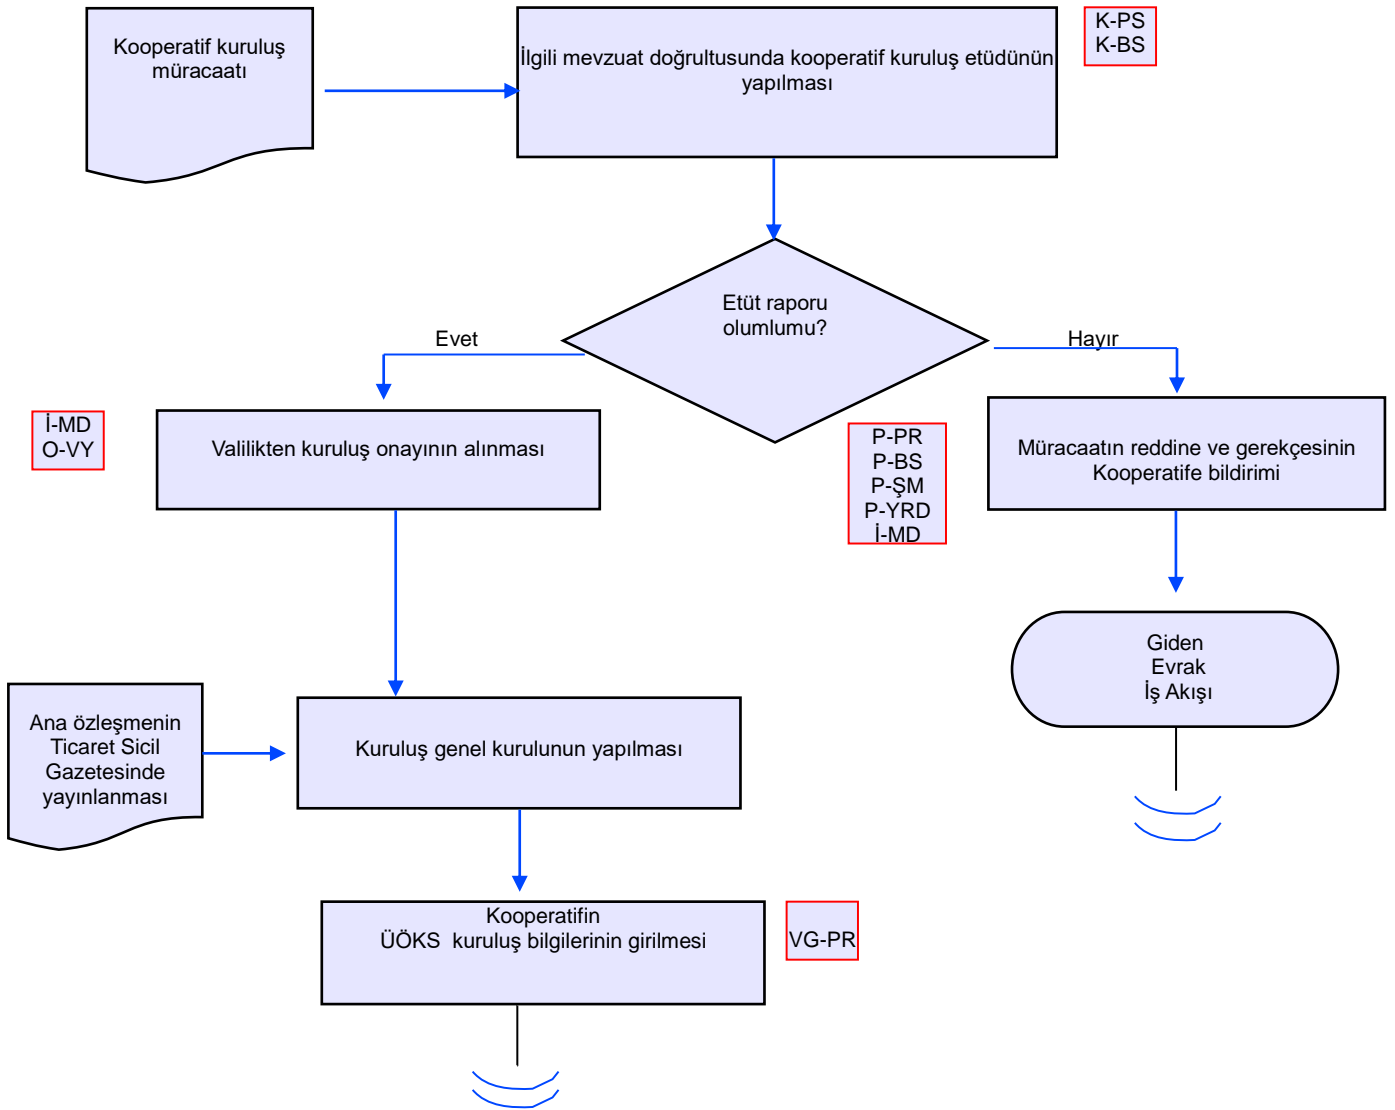 Kooperatif kuruluş
müracaatı
İlgili mevzuat doğrultusunda kooperatif kuruluş etüdünün
yapılması
K-PS
K-BS
Etüt raporu
olumlumu?
Evet
Hayır
İ-MD
O-VY
Valilikten kuruluş onayının alınması
P-PR
P-BS
P-ŞM
P-YRD
İ-MD
Müracaatın reddine ve gerekçesinin
Kooperatife bildirimi
Giden
Evrak
İş Akışı
Ana özleşmenin
Ticaret Sicil
Gazetesinde
yayınlanması
Kuruluş genel kurulunun yapılması
Kooperatifin
ÜÖKS  kuruluş bilgilerinin girilmesi
VG-PR